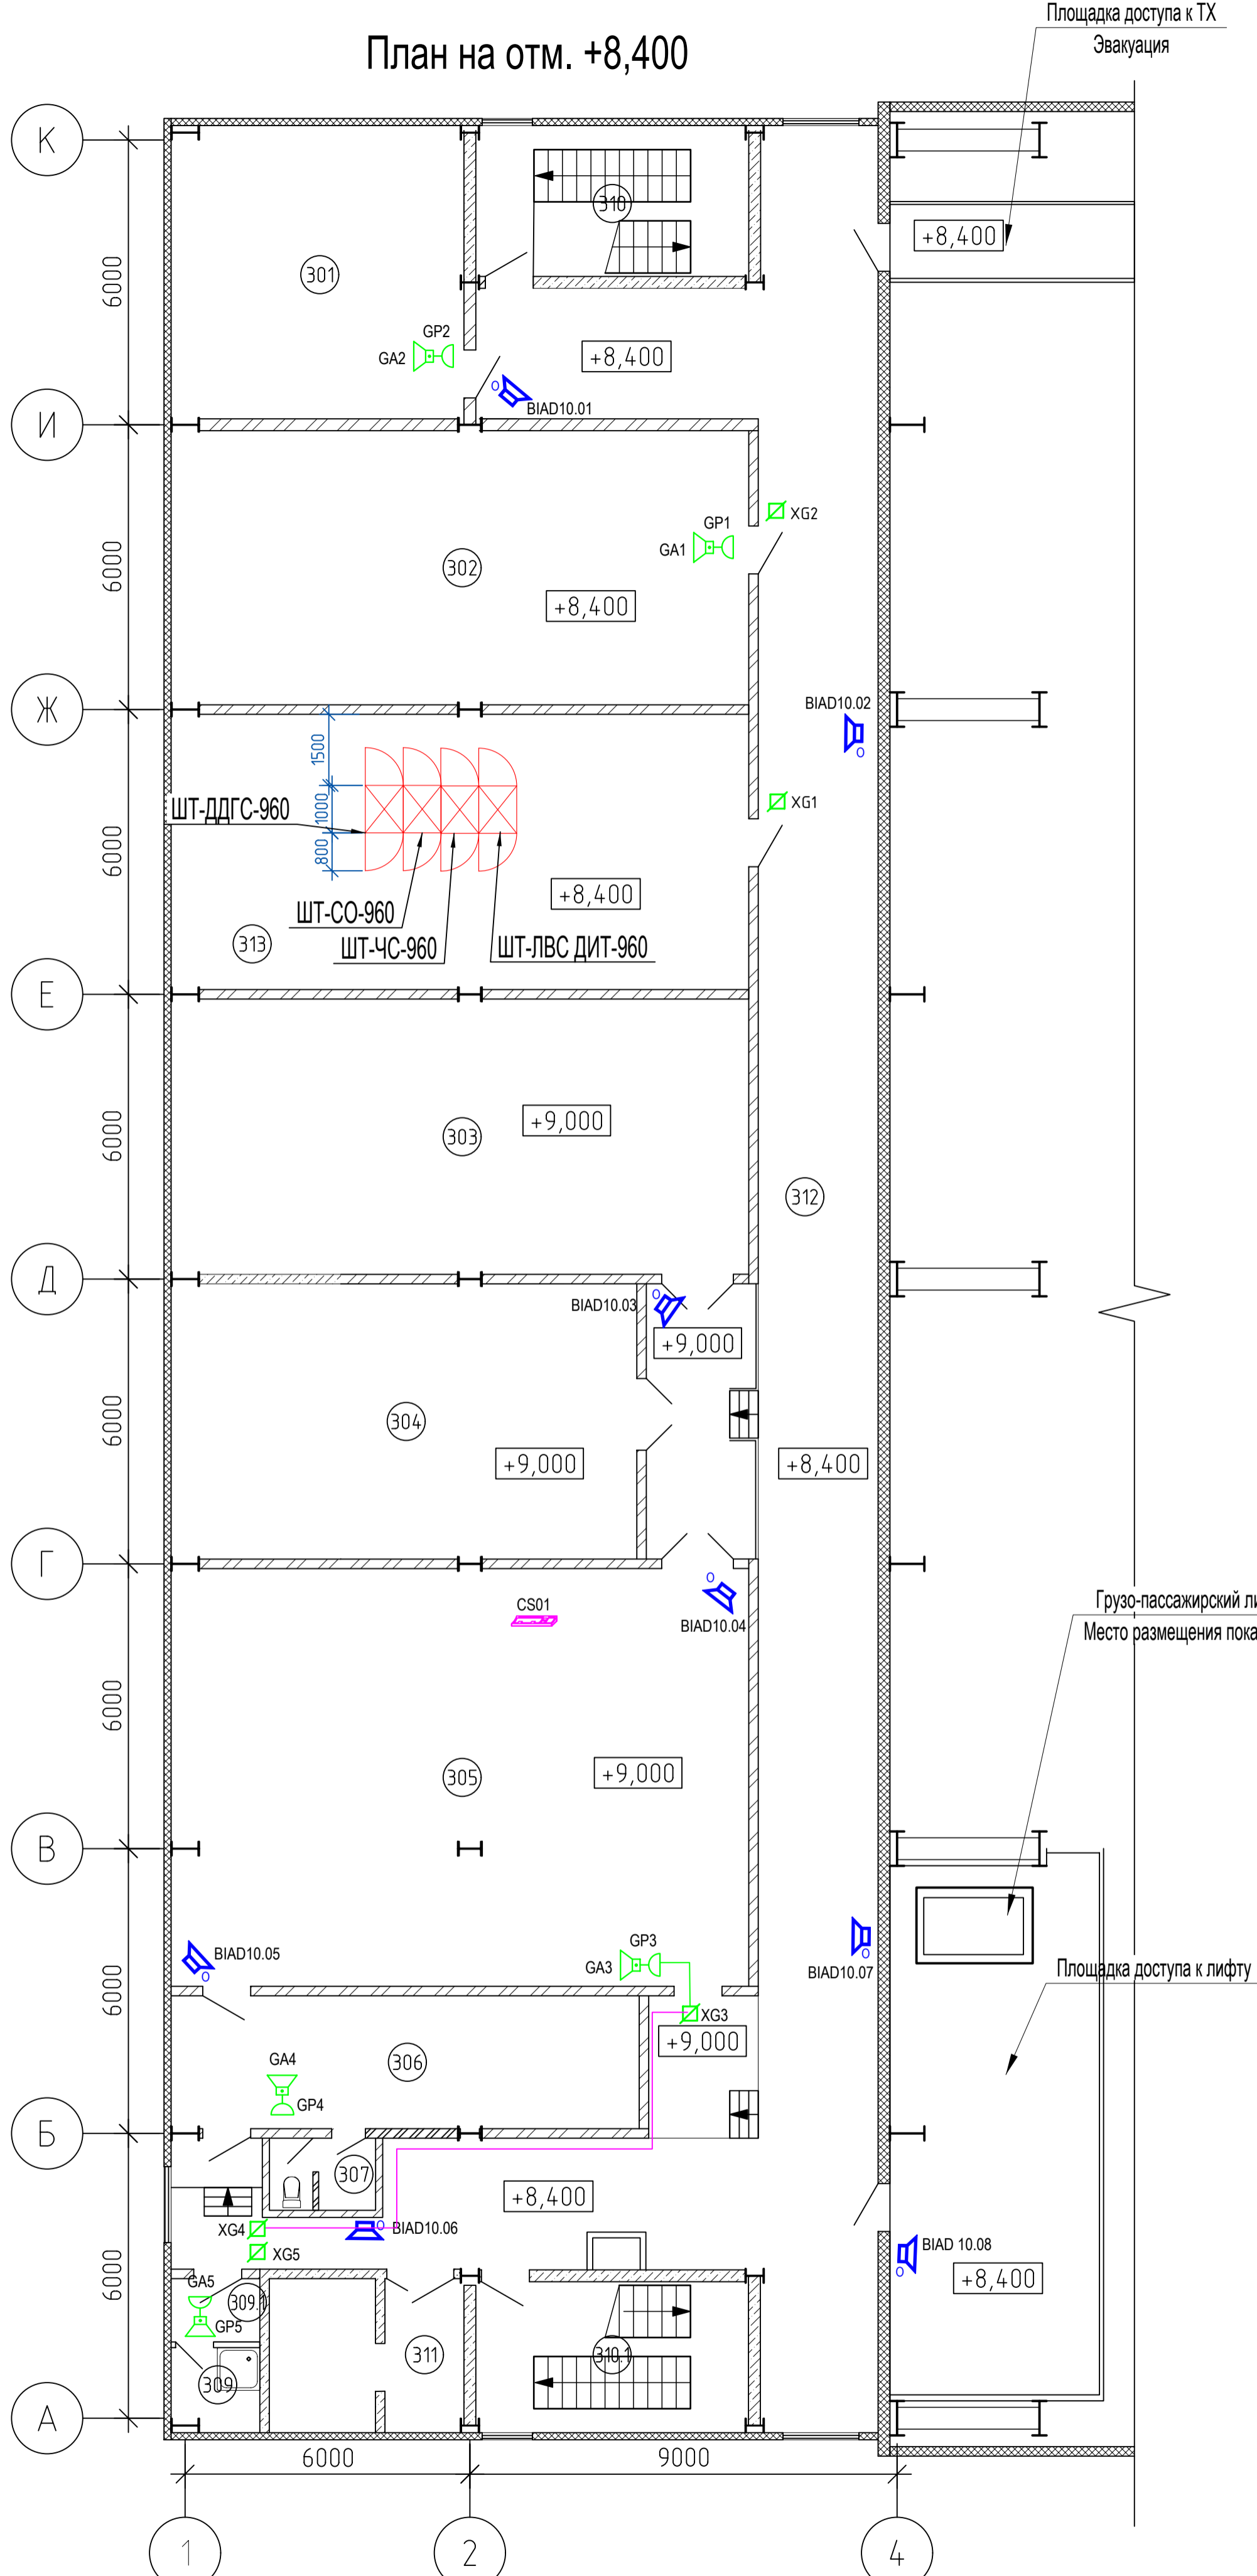 План на отм. +8,400
Площадка доступа к ТХ
Эвакуация
К
310
+8,400
6000
301
GP2
GA2
+8,400
BIAD10.01
И
XG2
GP1
GA1
6000
302
+8,400
Ж
BIAD10.02
1500
ШТ-ДДГС-960
1000
XG1
6000
800
+8,400
ШТ-СО-960
313
ШТ-ЧС-960
ШТ-ЛВС ДИТ-960
Е
6000
+9,000
303
312
Д
BIAD10.03
+9,000
6000
304
+9,000
+8,400
Г
CS01
BIAD10.04
Грузо-пассажирский
Место размещения
6000
305
+9,000
В
GP3
BIAD10.05
GA3
BIAD10.07
Площадка доступа к лифту
6000
XG3
+9,000
GA4
306
GP4
Б
307
+8,400
XG4
BIAD10.06
XG5
BIAD 10.08
6000
GA5
309.1
+8,400
GP5
311
310.1
309
А
6000
9000
1
2
4